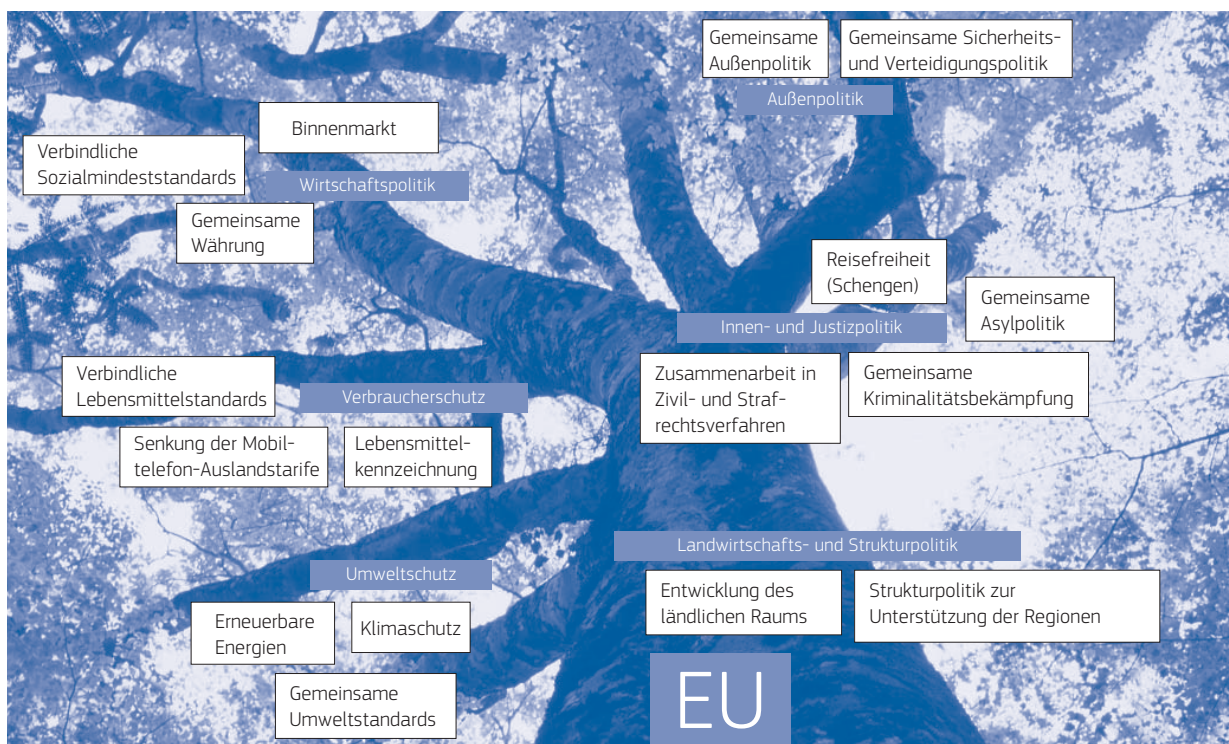 Gemeinsame
Außenpolitik
Gemeinsame Sicherheits-
und Verteidigungspolitik
Außenpolitik
Binnenmarkt
Verbindliche
Sozialmindeststandards
Wirtschaftspolitik
Gemeinsame
Währung
Reisefreiheit
(Schengen)
Gemeinsame
Asylpolitik
Innen- und Justizpolitik
Zusammenarbeit in
Zivil- und Straf-
rechtsverfahren
Gemeinsame
Kriminalitätsbekämpfung
Verbindliche
Lebensmittelstandards
Verbraucherschutz
Senkung der Mobil-
telefon-Auslandstarife
Lebensmittel-
kennzeichnung
Landwirtschafts- und Strukturpolitik
Umweltschutz
Entwicklung des
ländlichen Raums
Strukturpolitik zur
Unterstützung der Regionen
Erneuerbare
Energien
Klimaschutz
Gemeinsame
Umweltstandards
EU